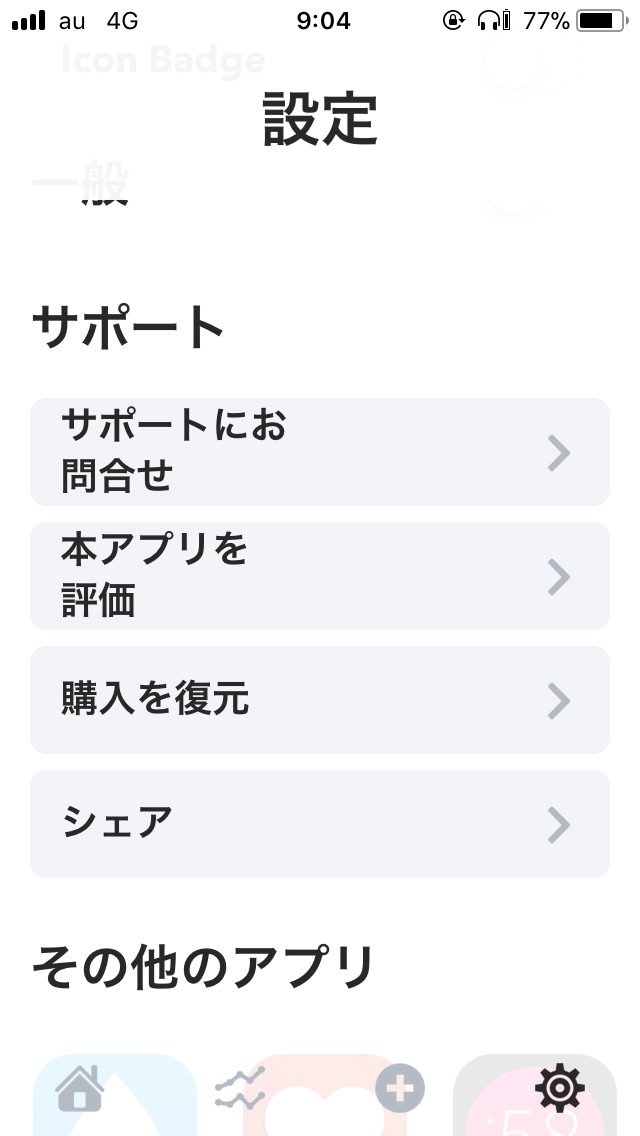 au 4G 9:04 77%
Icon Badge
設定
一般
サポート
サポートにお
問合せ
本アプリを
評価
購入を復元
シェア
その他のアプリ